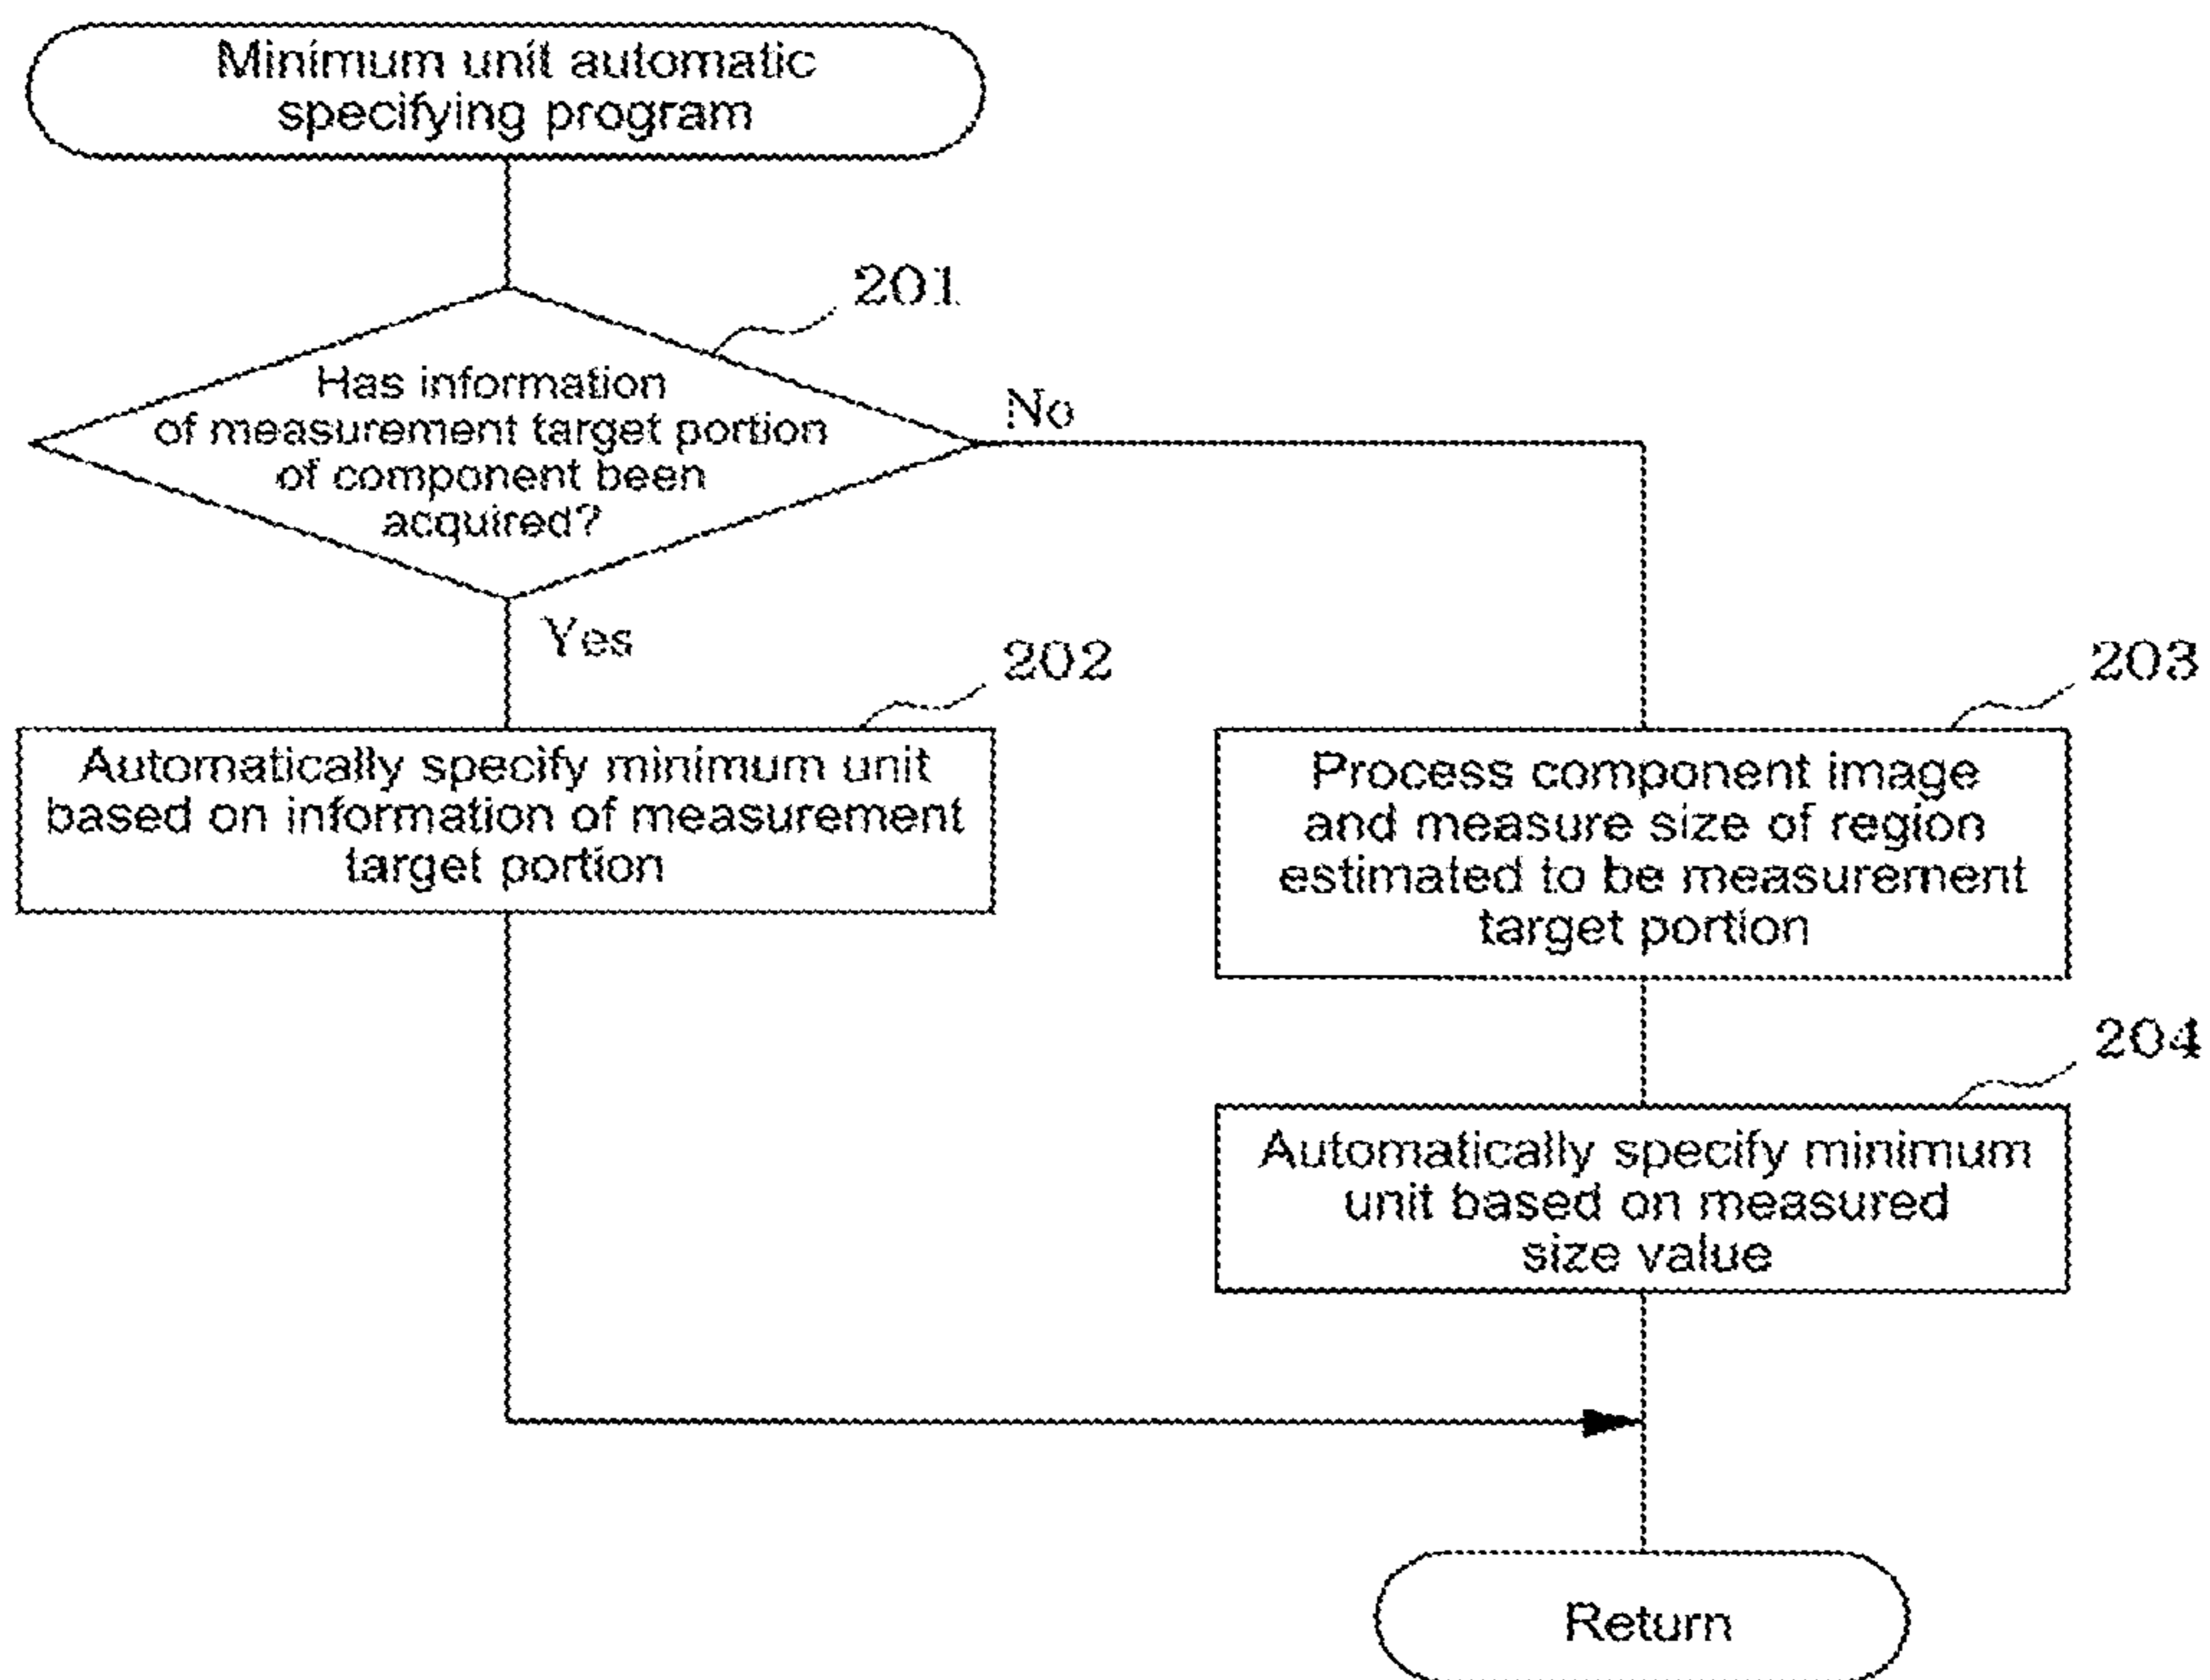 Minimum unit automatic
specifying program
201
Has information
of measurement target portion
of component been
acquired?
No
Yes
202
Automatically specify minimum unit
based on information of measurement
target portion
203
Process component image
and measure size of region
estimated to be measurement
target portion
204
Automatically specify minimum
unit based on measured
size value
Return